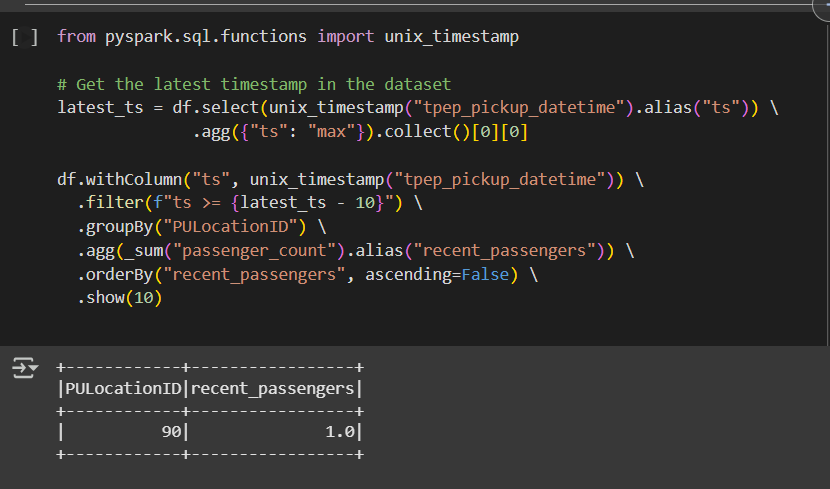 [ ] from pyspark.sql.functions import unix_timestamp
# Get the latest timestamp in the dataset
latest_ts = df.select(unix_timestamp("tpep_pickup_datetime").alias("ts")) \
              .agg({"ts": "max"}).collect()[0][0]
df.withColumn("ts", unix_timestamp("tpep_pickup_datetime")) \
  .filter(f"ts >= {latest_ts - 10}") \
  .groupBy("PULocationID") \
  .agg(_sum("passenger_count").alias("recent_passengers")) \
  .orderBy("recent_passengers", ascending=False) \
  .show(10)
+------------+-----------------+
|PULocationID|recent_passengers|
+------------+-----------------+
|          90|              1.0|
+------------+-----------------+